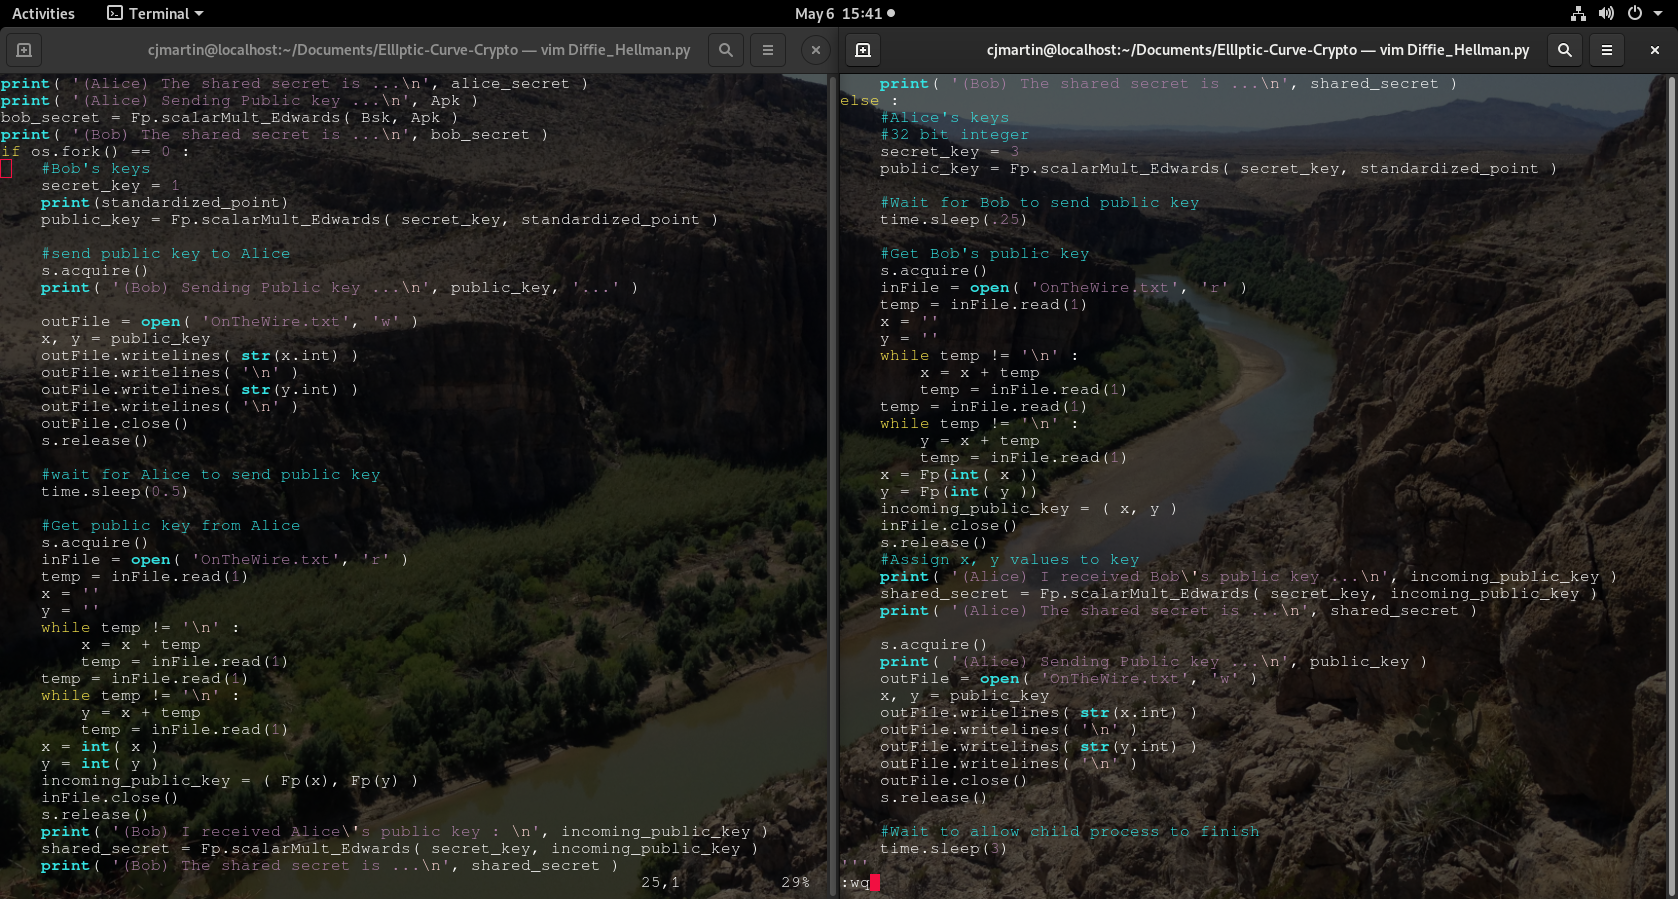 Activities
Terminal
May 6 15:41
cjmartin@localhost:~/Documents/EllIptic-Curve-Crypto — vim Diffie_Hellman.py
print( '(Alice) The shared secret is ...\n', alice_secret )
print( '(Alice) Sending Public key ...\n', Apk )
bob_secret = Fp.scalarMult_Edwards( Bsk, Apk )
print( '(Bob) The shared secret is ...\n', bob_secret )
if os.fork() == 0 :
    #Bob's keys
    secret_key = 1
    print(standardized_point)
    public_key = Fp.scalarMult_Edwards( secret_key, standardized_point )

    #send public key to Alice
    s.acquire()
    print( '(Bob) Sending Public key ...\n', public_key, '...' )

    outFile = open( 'OnTheWire.txt', 'w' )
    x, y = public_key
    outFile.writelines( str(x.int) )
    outFile.writelines( '\n' )
    outFile.writelines( str(y.int) )
    outFile.writelines( '\n' )
    outFile.close()
    s.release()

    #wait for Alice to send public key
    time.sleep(0.5)

    #Get public key from Alice
    s.acquire()
    inFile = open( 'OnTheWire.txt', 'r' )
    temp = inFile.read(1)
    x = ''
    y = ''
    while temp != '\n' :
        x = x + temp
        temp = inFile.read(1)
    temp = inFile.read(1)
    while temp != '\n' :
        y = x + temp
        temp = inFile.read(1)
    x = int( x )
    y = int( y )
    incoming_public_key = ( Fp(x), Fp(y) )
    inFile.close()
    s.release()
    print( '(Bob) I received Alice\'s public key : \n', incoming_public_key )
    shared_secret = Fp.scalarMult_Edwards( secret_key, incoming_public_key )
    print( '(Bob) The shared secret is ...\n', shared_secret )
25,1 29%
cjmartin@localhost:~/Documents/EllIptic-Curve-Crypto — vim Diffie_Hellman.py
    print( '(Bob) The shared secret is ...\n', shared_secret )
else :
    #Alice's keys
    #32 bit integer
    secret_key = 3
    public_key = Fp.scalarMult_Edwards( secret_key, standardized_point )

    #Wait for Bob to send public key
    time.sleep(.25)

    #Get Bob's public key
    s.acquire()
    inFile = open( 'OnTheWire.txt', 'r' )
    temp = inFile.read(1)
    x = ''
    y = ''
    while temp != '\n' :
        x = x + temp
        temp = inFile.read(1)
    temp = inFile.read(1)
    while temp != '\n' :
        y = x + temp
        temp = inFile.read(1)
    x = Fp(int( x ))
    y = Fp(int( y ))
    incoming_public_key = ( x, y )
    inFile.close()
    s.release()
    #Assign x, y values to key
    print( '(Alice) I received Bob\'s public key ...\n', incoming_public_key )
    shared_secret = Fp.scalarMult_Edwards( secret_key, incoming_public_key )
    print( '(Alice) The shared secret is ...\n', shared_secret )

    s.acquire()
    print( '(Alice) Sending Public key ...\n', public_key )
    outFile = open( 'OnTheWire.txt', 'w' )
    x, y = public_key
    outFile.writelines( str(x.int) )
    outFile.writelines( '\n' )
    outFile.writelines( str(y.int) )
    outFile.writelines( '\n' )
    outFile.close()
    s.release()

    #Wait to allow child process to finish
    time.sleep(3)
'''
:wq